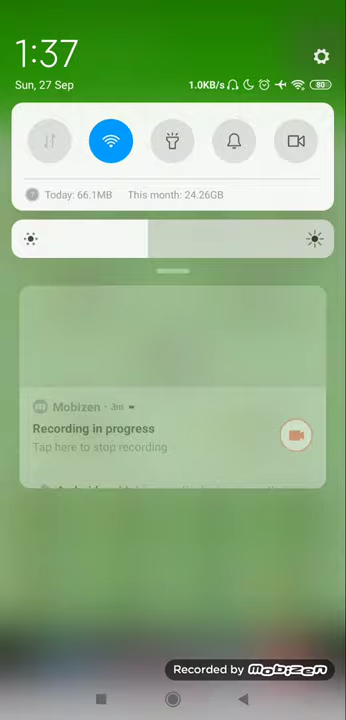 1:37
Sun, 27 Sep
1.0KB/s
80
Today: 66.1MB
This month: 24.26GB
Mobizen · 3m
Recording in progress
Tap here to stop recording
Recorded by mobizen